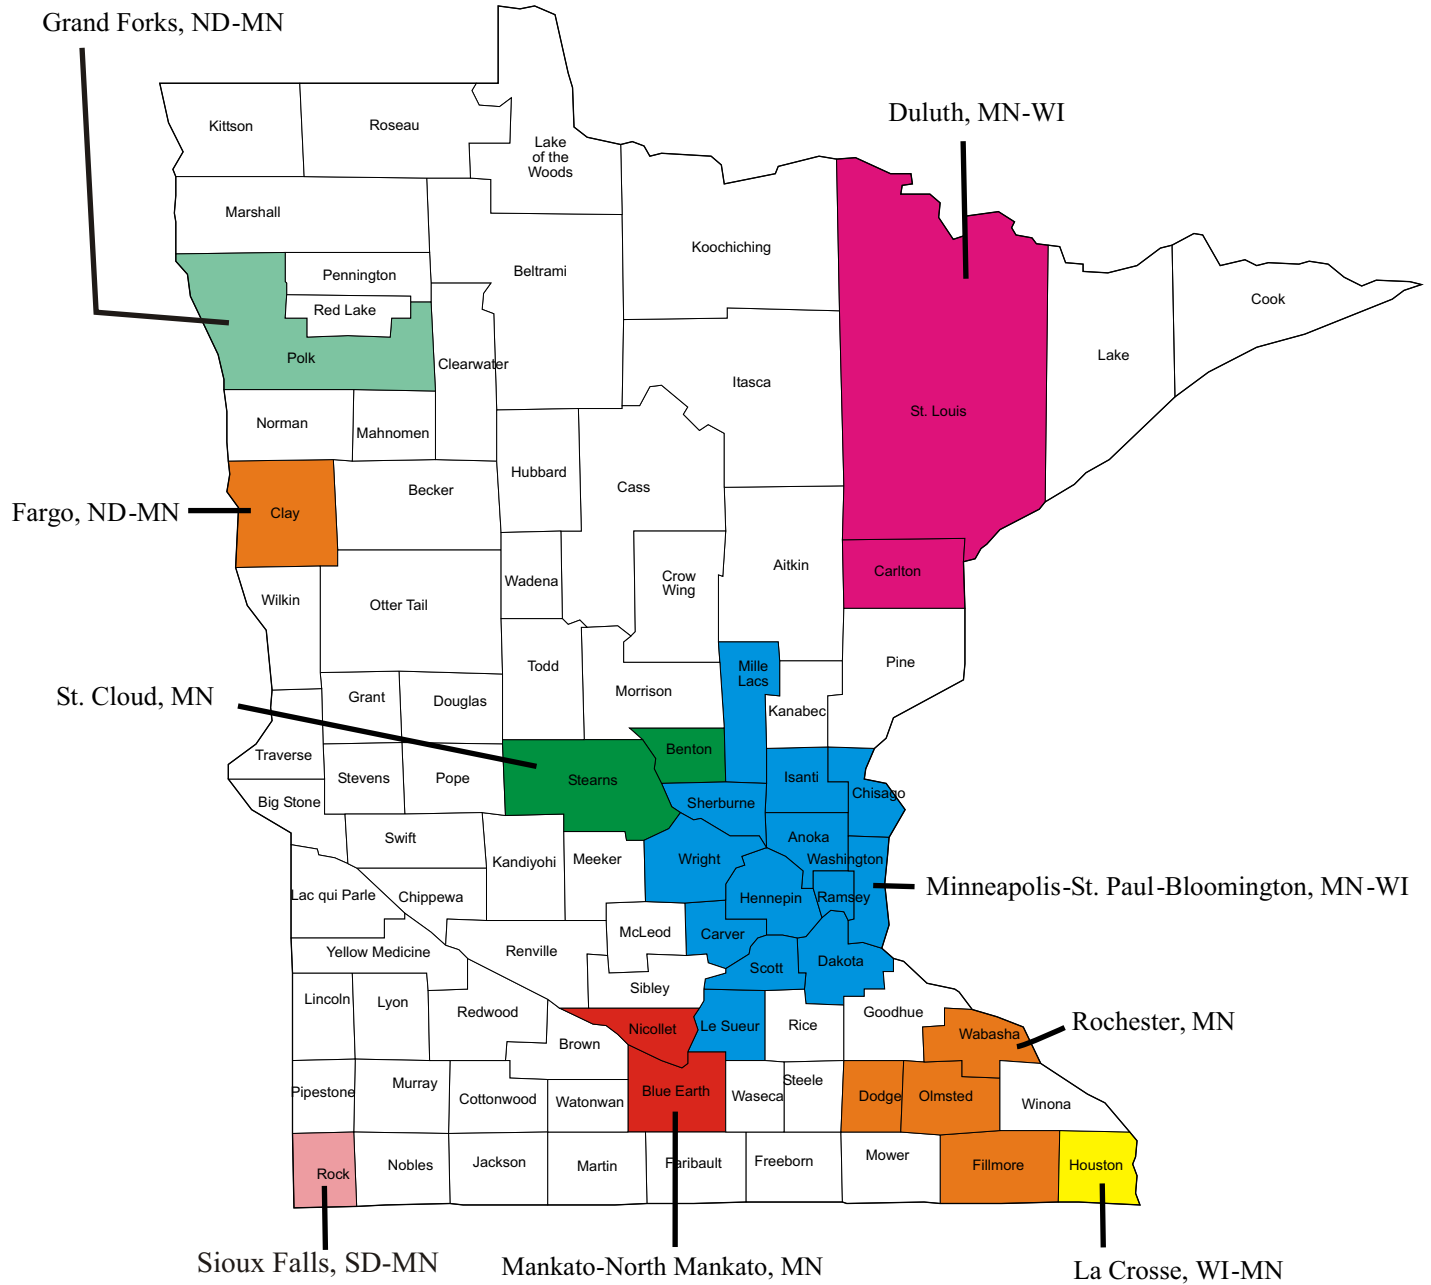 Grand Forks, ND-MN
Duluth, MN-WI
Kittson
Roseau
Lake
of the
Woods
Marshall
Koochiching
Pennington
Beltrami
Cook
Red Lake
Polk
Clearwater
Lake
Itasca
St. Louis
Norman
Mahnomen
Hubbard
Cass
Becker
Fargo, ND-MN
Clay
Aitkin
Carlton
Crow
Wing
Wadena
Wilkin
Otter Tail
Todd
Mille
Lacs
Pine
St. Cloud, MN
Grant
Douglas
Morrison
Kanabec
Traverse
Benton
Stevens
Pope
Stearns
Isanti
Chisago
Big Stone
Sherburne
Swift
Anoka
Kandiyohi
Meeker
Wright
Washington
Minneapolis-St. Paul-Bloomington, MN-WI
Lac qui Parle
Chippewa
Hennepin
Ramsey
McLeod
Carver
Yellow Medicine
Renville
Scott
Dakota
Sibley
Lincoln
Lyon
Redwood
Goodhue
Nicollet
Le Sueur
Rice
Rochester, MN
Wabasha
Brown
Pipestone
Murray
Cottonwood
Watonwan
Blue Earth
Waseca
Steele
Dodge
Olmsted
Winona
Rock
Nobles
Jackson
Martin
Faribault
Freeborn
Mower
Fillmore
Houston
Sioux Falls, SD-MN
Mankato-North Mankato, MN
La Crosse, WI-MN